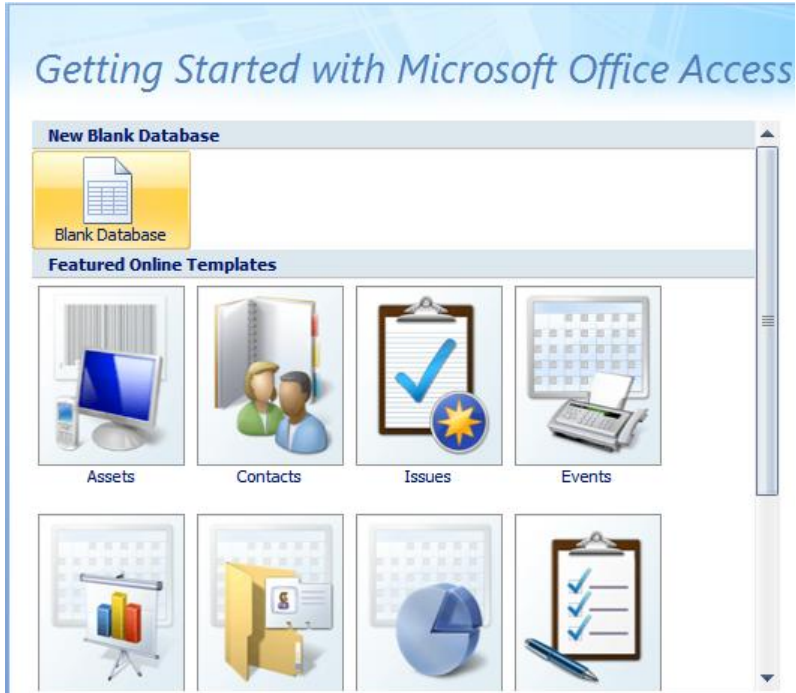 Getting Started with Microsoft Office Access
New Blank Database
Blank Database
Featured Online Templates
Assets
Contacts
Issues
Events